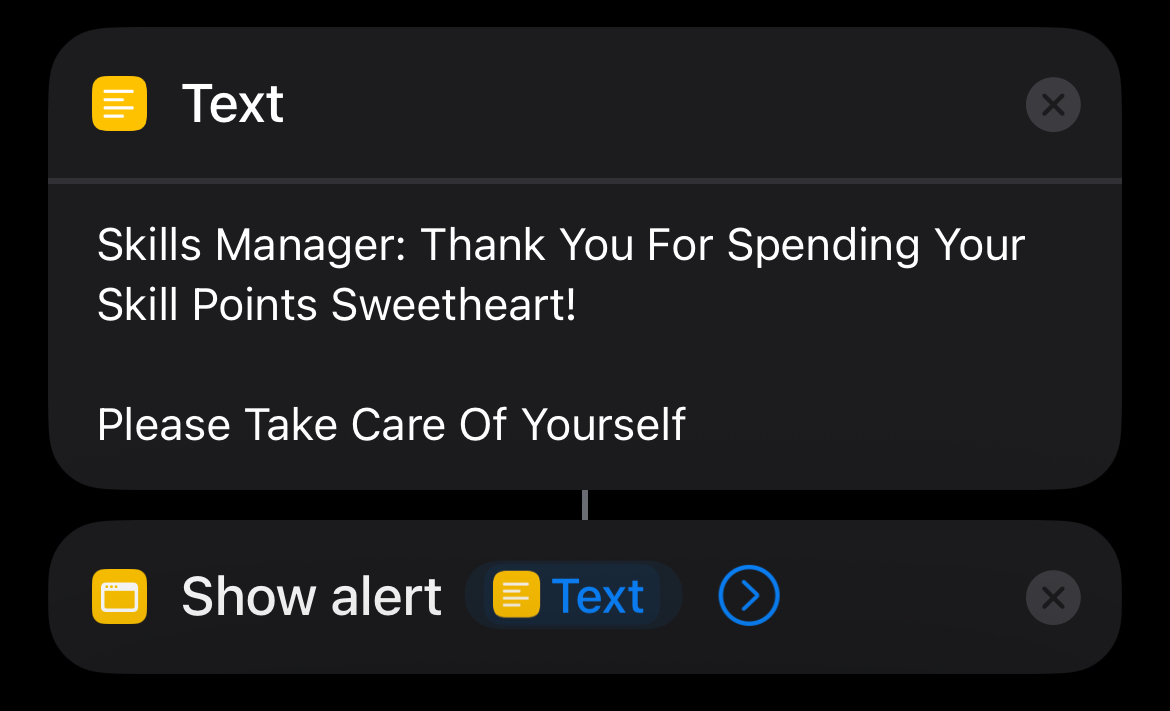 Text
Skills Manager: Thank You For Spending Your
Skill Points Sweetheart!
Please Take Care Of Yourself
Show alert Text